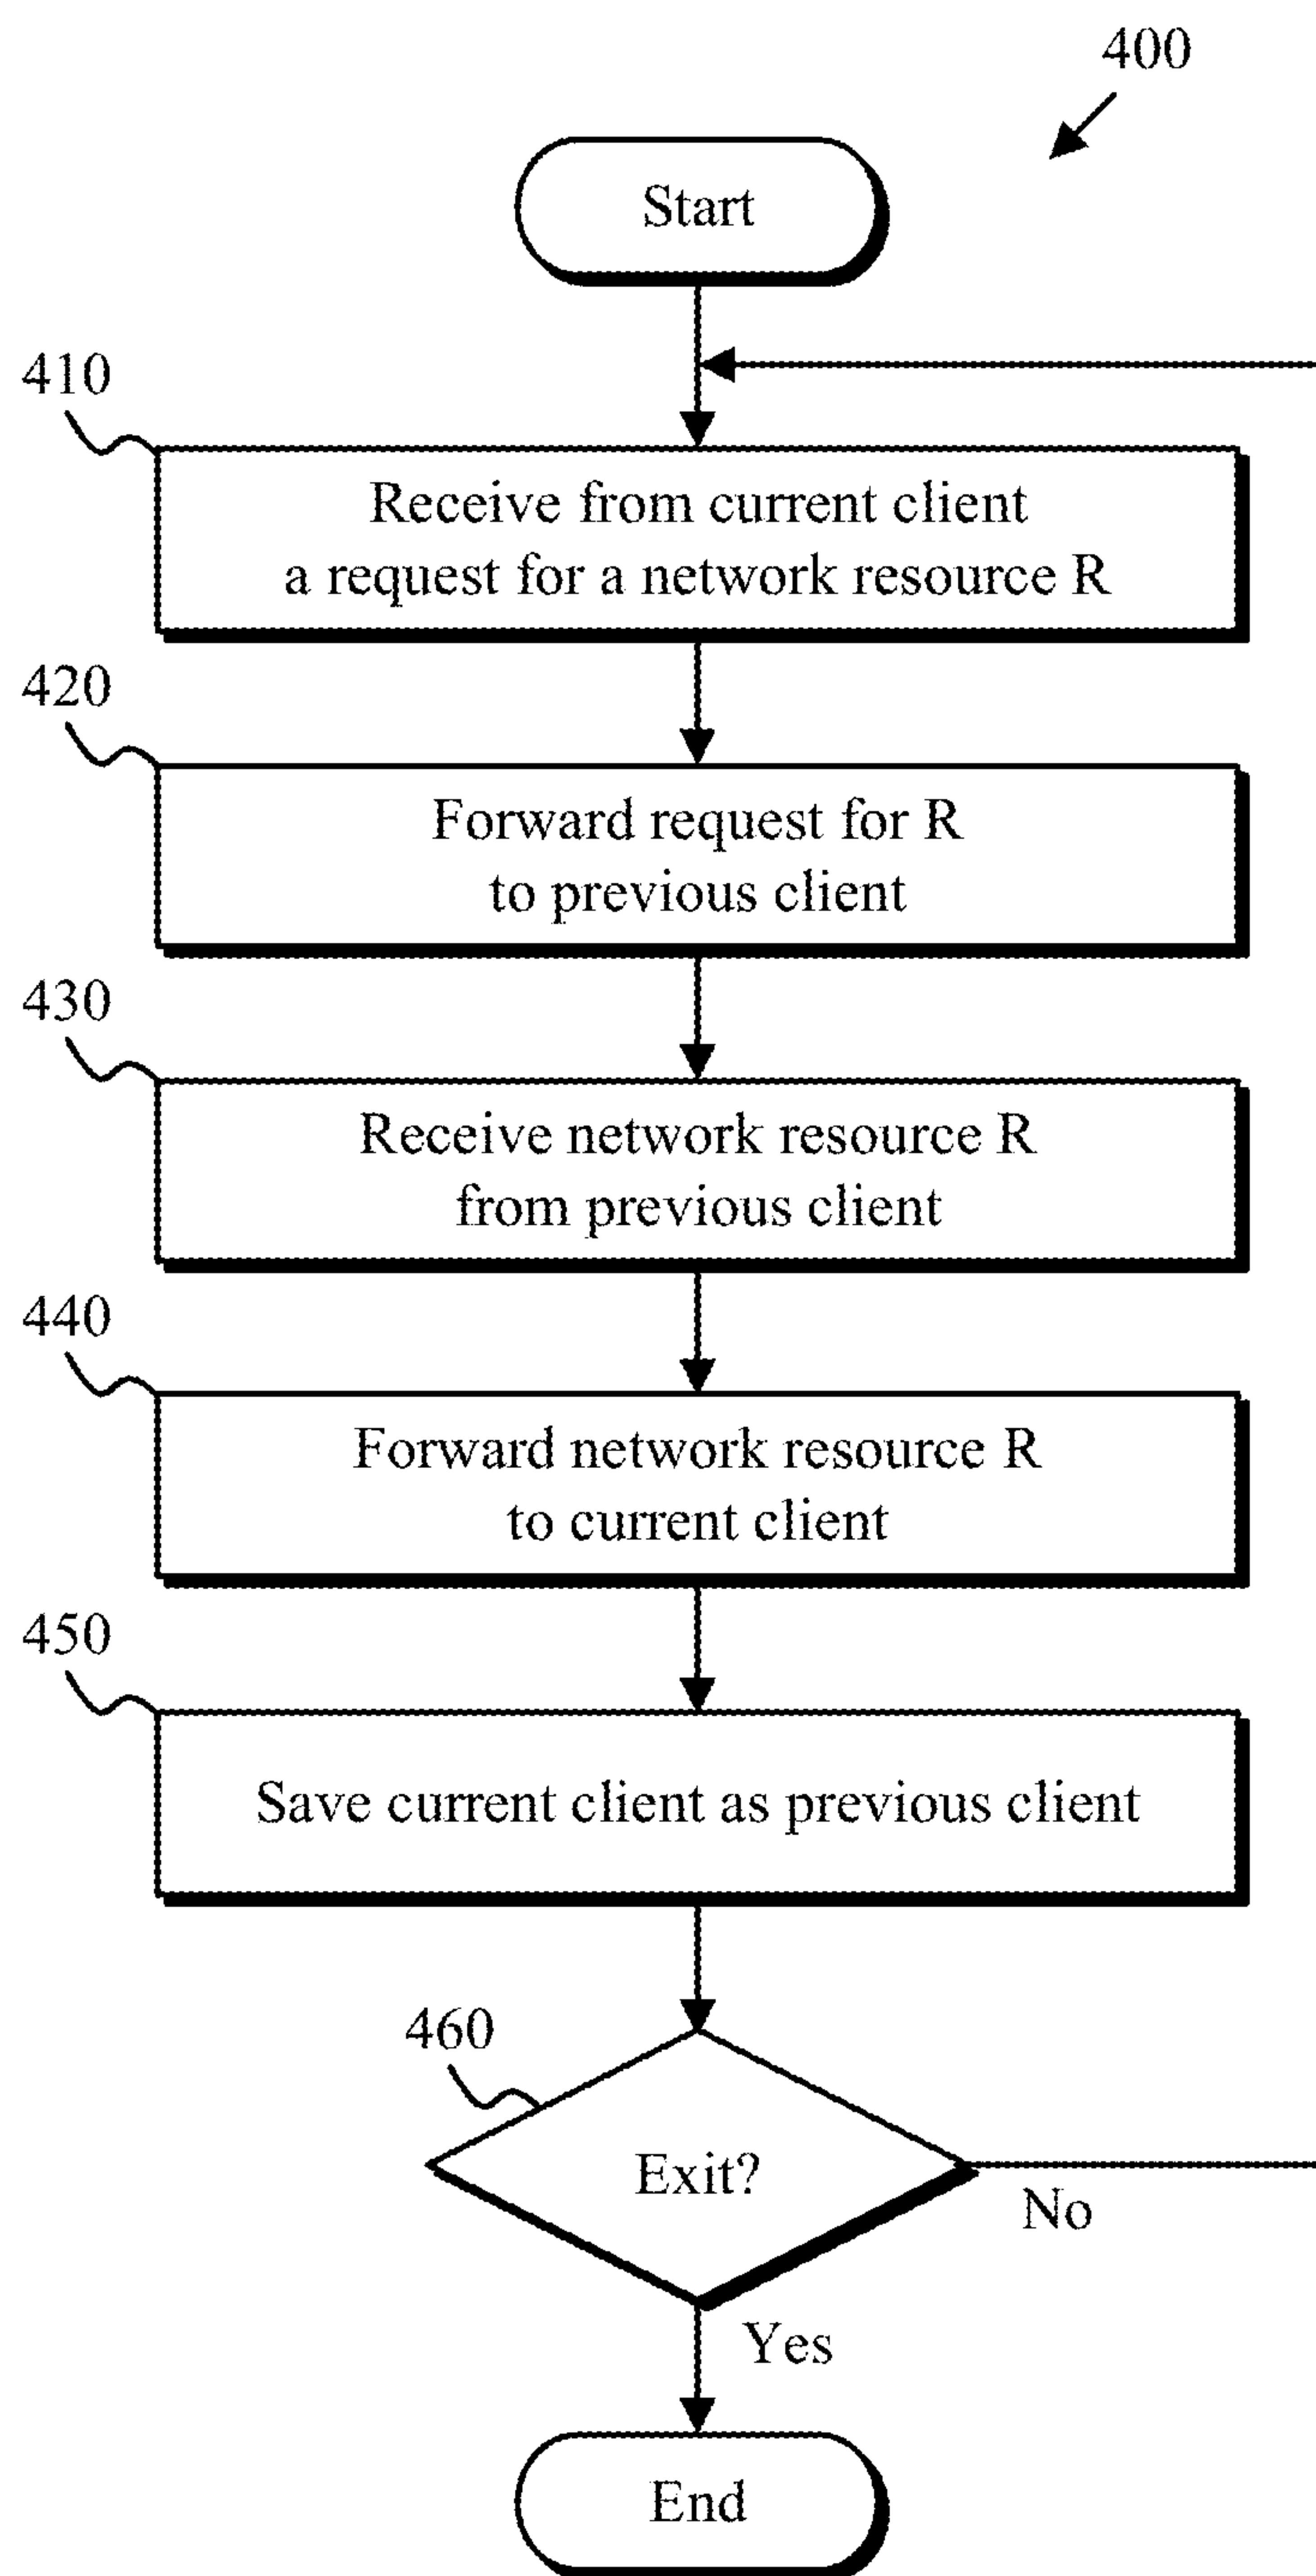 400
Start
410
Receive from current client
a request for a network resource R
420
Forward request for R
to previous client
430
Receive network resource R
from previous client
440
Forward network resource R
to current client
450
Save current client as previous client
460
Exit?
No
Yes
End